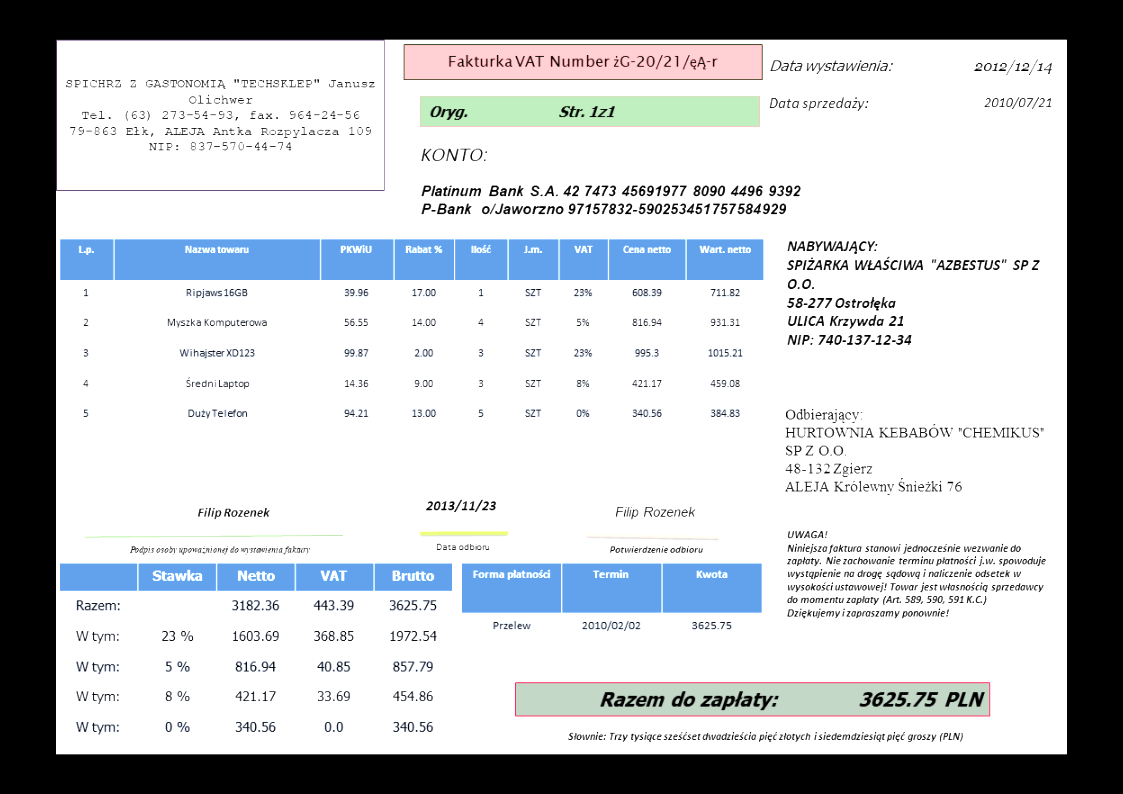 SPICHRZ Z GASTONOMIĄ "TECHSKLEP" Janusz
Olichwer
Tel. (63) 273-54-93, fax. 964-24-56
79-863 Ełk, ALEJA Antka Rozpylacza 109
NIP: 837-570-44-74
Fakturka VAT Number żG-20/21/ęĄ-r
Oryg. Str. 1z1
Data wystawienia: 2012/12/14
Data sprzedaży: 2010/07/21
KONTO:
Platinum Bank S.A. 42 7473 45691977 8090 4496 9392
P-Bank o/Jaworzno 97157832-590253451757584929
L.p. Nazwa towaru PKWiU Rabat % Ilość J.m. VAT Cena netto Wart. netto
1 Ripjaws 16GB 39.96 17.00 1 SZT 23% 608.39 711.82
2 Myszka Komputerowa 56.55 14.00 4 SZT 5% 816.94 931.31
3 Wihajster XD123 99.87 2.00 3 SZT 23% 995.3 1015.21
4 Średni Laptop 14.36 9.00 3 SZT 8% 421.17 459.08
5 Duży Telefon 94.21 13.00 5 SZT 0% 340.56 384.83
NABYWAJĄCY:
SPIŻARKA WŁAŚCIWA "AZBESTUS" SP Z
O.O.
58-277 Ostrołęka
ULICA Krzywda 21
NIP: 740-137-12-34
Odbierający:
HURTOWNIA KEBABÓW "CHEMIKUS"
SP Z O.O.
48-132 Zgierz
ALEJA Królewny Śnieżki 76
Filip Rozenek
Podpis osoby upoważnionej do wystawienia faktury
2013/11/23
Data odbioru
Filip Rozenek
Potwierdzenie odbioru
UWAGA!
Niniejsza faktura stanowi jednocześnie wezwanie do
zapłaty. Nie zachowanie terminu płatności j.w. spowoduje
wystąpienie na drogę sądową i naliczenie odsetek w
wysokości ustawowej! Towar jest własnością sprzedawcy
do momentu zapłaty (Art. 589, 590, 591 K.C.)
Dziękujemy i zapraszamy ponownie!
Stawka Netto VAT Brutto
Razem: 3182.36 443.39 3625.75
W tym: 23 % 1603.69 368.85 1972.54
W tym: 5 % 816.94 40.85 857.79
W tym: 8 % 421.17 33.69 454.86
W tym: 0 % 340.56 0.0 340.56
Forma płatności Termin Kwota
Przelew 2010/02/02 3625.75
Razem do zapłaty: 3625.75 PLN
Słownie: Trzy tysiące sześćset dwadzieścia pięć złotych i siedemdziesiąt pięć groszy (PLN)